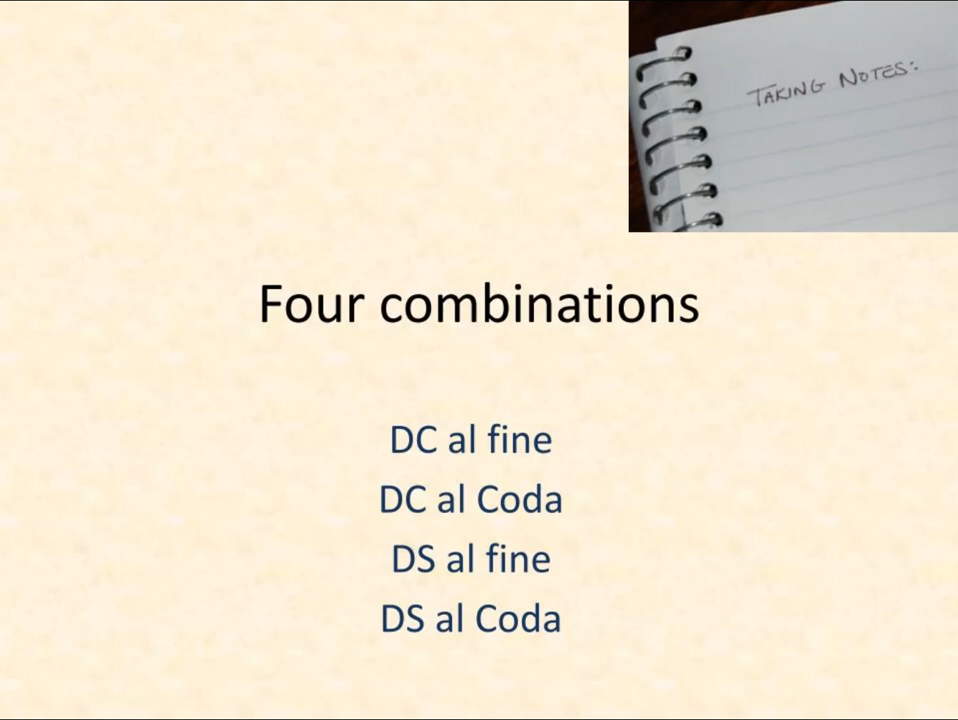 TAKING NOTES:
Four combinations
DC al fine
DC al Coda
DS al fine
DS al Coda